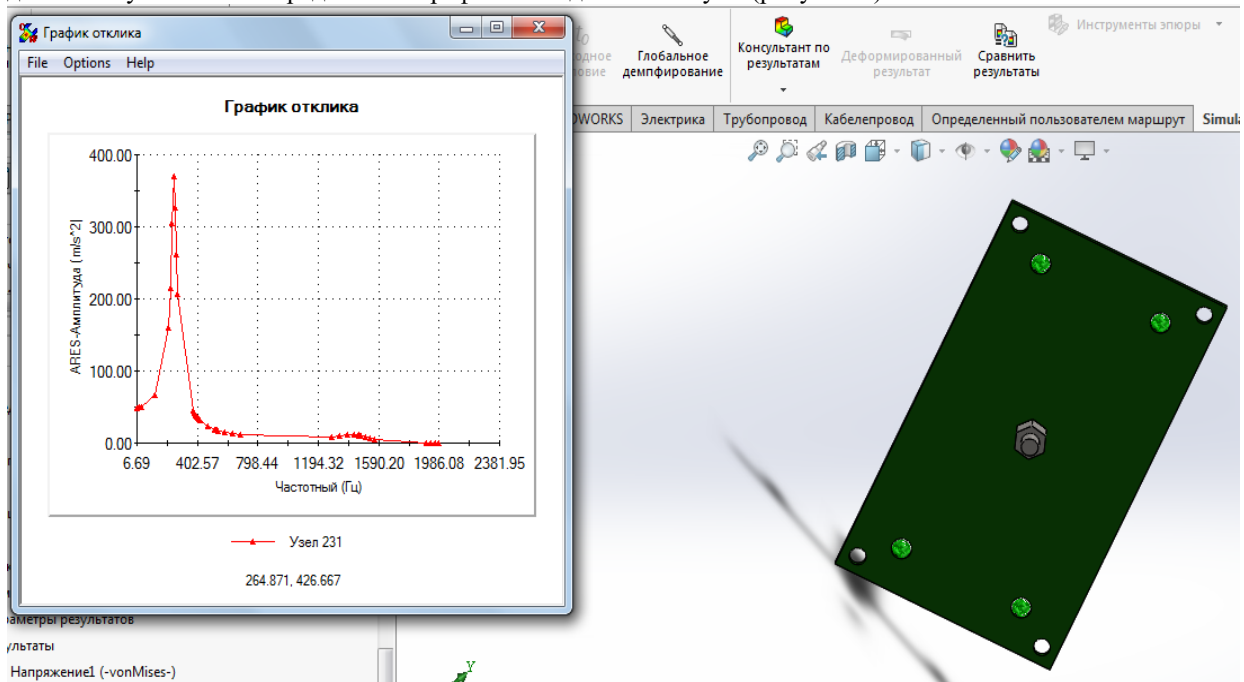 График отклика
File Options Help
График отклика
400.00
300.00
200.00
100.00
0.00
ARES-Амплитуда ( m/s^2|
6.69 402.57 798.44 1194.32 1590.20 1986.08 2381.95
Частотный (Гц)
Узел 231
264.871, 426.667
Глобальное
демпфирование
Консультант по
результатам
Деформированный
результат
Сравнить
результаты
Инструменты эпюры
Электрика
Трубопровод
Кабелепровод
Определенный пользователем маршрут
Напряжение1 (-vonMises-)
Y